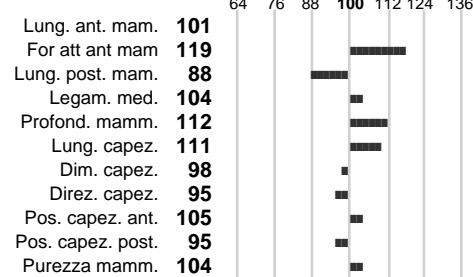 64 76 88 100 112 124 136
Lung. ant. mam. 101
For att ant mam 119
Lung. post. mam. 88
Legam. med. 104
Profond. mamm. 112
Lung. capez. 111
Dim. capez. 98
Direz. capez. 95
Pos. capez. ant. 105
Pos. capez. post. 95
Purezza mamm. 104